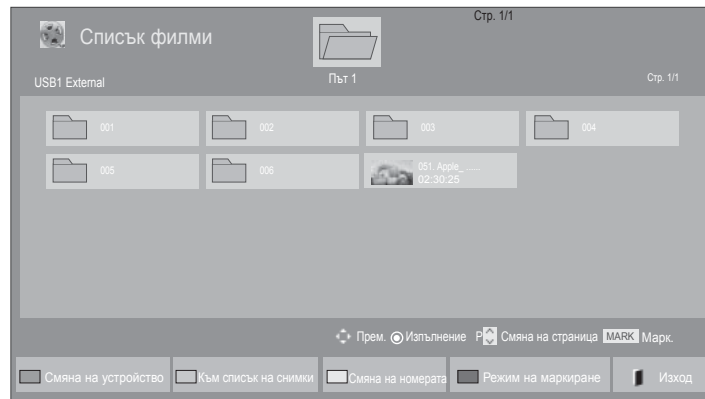 Стр. 1/1
Списък филми
USB1 External
Път 1
Стр. 1/1
001
002
003
004
005
006
051. Apple_ ......
02:30:25
Прем. Изпълнение P Смяна на страница MARK Марк.
Смяна на устройство Към списък на снимки Смяна на номерата Режим на маркиране Изход